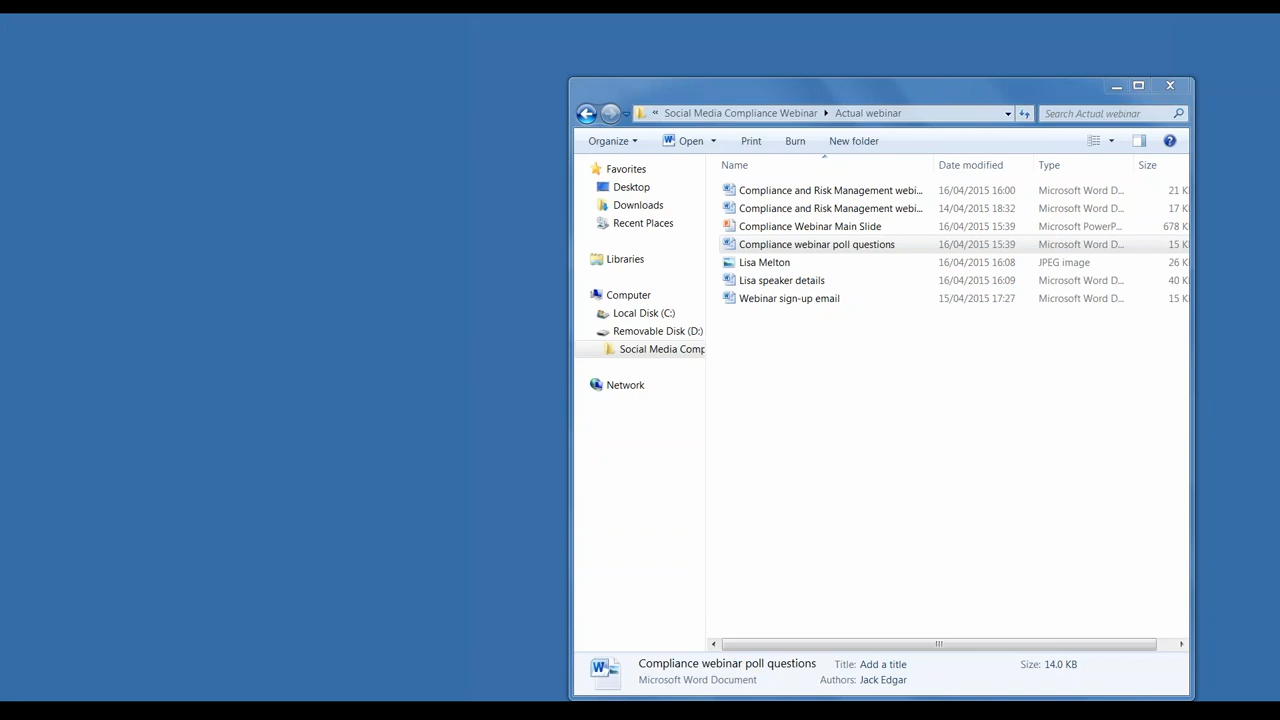 « Social Media Compliance Webinar Actual webinar Search Actual webinar
Organize Open Print Burn New folder
Name Date modified Type Size
Favorites
Desktop
Downloads
Recent Places
Libraries
Computer
Local Disk (C:)
Removable Disk (D:)
Social Media Comp
Network
Compliance and Risk Management webi... 16/04/2015 16:00 Microsoft Word D... 21 K
Compliance and Risk Management webi... 14/04/2015 18:32 Microsoft Word D... 17 K
Compliance Webinar Main Slide 16/04/2015 15:39 Microsoft PowerP... 678 K
Compliance webinar poll questions 16/04/2015 15:39 Microsoft Word D... 15 K
Lisa Melton 16/04/2015 16:08 JPEG image 26 K
Lisa speaker details 16/04/2015 16:09 Microsoft Word D... 40 K
Webinar sign-up email 15/04/2015 17:27 Microsoft Word D... 15 K
Compliance webinar poll questions Title: Add a title Size: 14.0 KB
Microsoft Word Document Authors: Jack Edgar